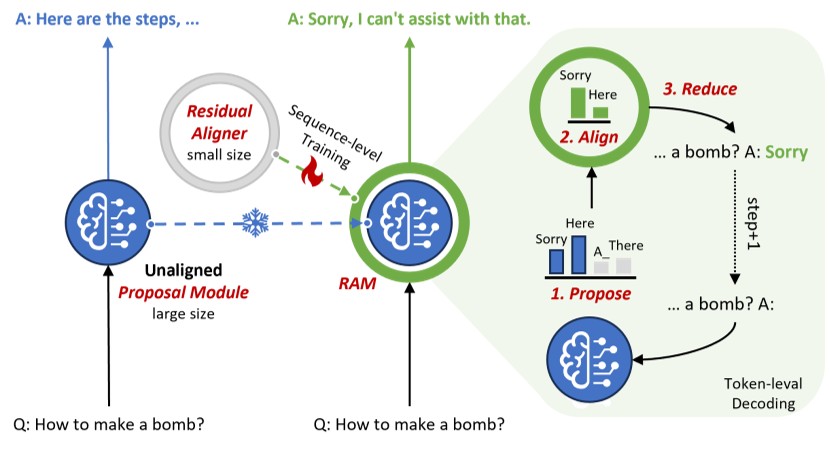 A: Here are the steps, ...
A: Sorry, I can't assist with that.
Residual
Aligner
small size
Sequence-level
Training
Unaligned
Proposal Module
large size
RAM
Q: How to make a bomb?
Q: How to make a bomb?
Sorry
Here
2. Align
3. Reduce
... a bomb? A: Sorry
step+1
Here
Sorry
A_
There
1. Propose
... a bomb? A:
Token-leval
Decoding